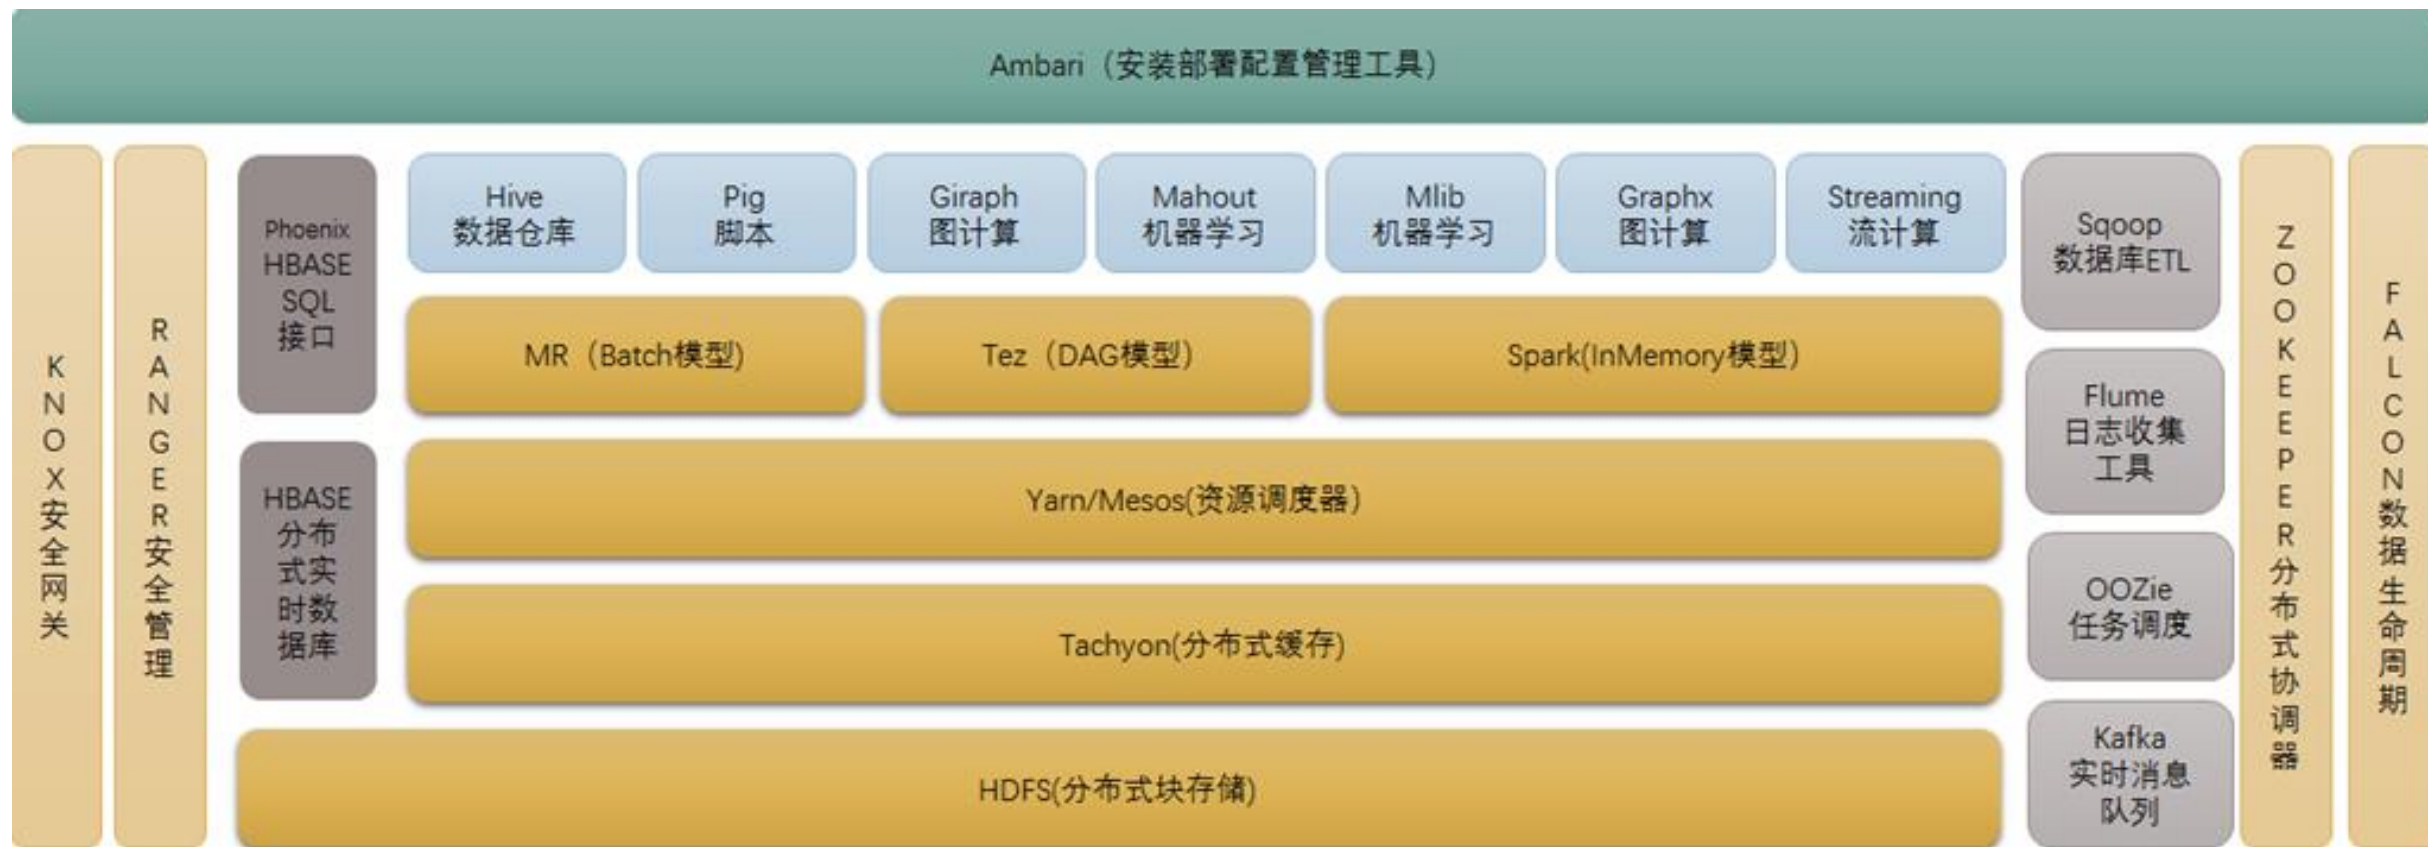 Ambari（安装部署配置管理工具）
KNOX安全网关
RANGER安全管理
Phoenix
HBASE
SQL
接口
HBASE
分布
式实
时数
据库
Hive
数据仓库
Pig
脚本
Giraph
图计算
Mahout
机器学习
Mlib
机器学习
Graphx
图计算
Streaming
流计算
MR（Batch模型)
Tez（DAG模型）
Spark(InMemory模型）
Yarn/Mesos(资源调度器）
Tachyon(分布式缓存)
HDFS(分布式块存储)
Sqoop
数据库ETL
Flume
日志收集
工具
OOZie
任务调度
Kafka
实时消息
队列
ZOOKEEPER分布式协调器
FALCON数据生命周期